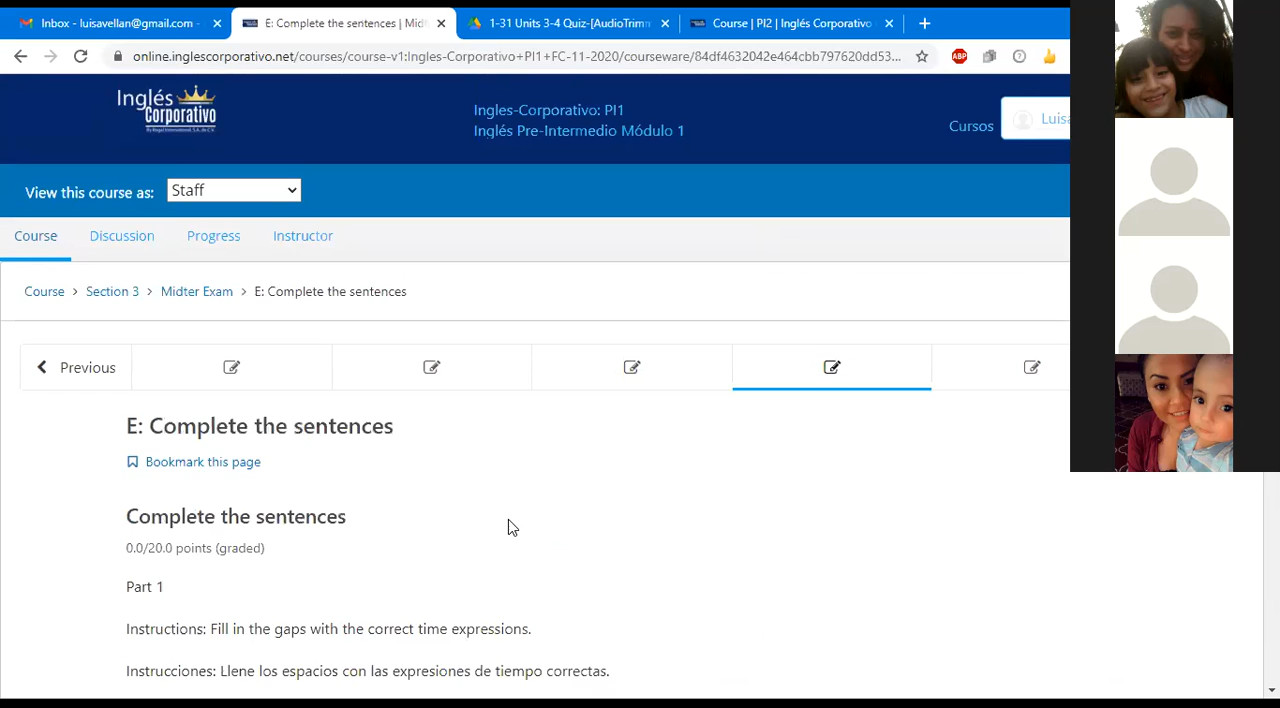 Inbox - luisavellan@gmail.com -
E: Complete the sentences | Mid
1-31 Units 3-4 Quiz-[AudioTrimm
Course | PI2 | Inglés Corporativo
online.inglescorporativo.net/courses/course-v1:Ingles-Corporativo+PI1+FC-11-2020/courseware/84df4632042e464cbb797620dd53...
ABP
Inglés
Corporativo
Ingles-Corporativo: PI1
Inglés Pre-Intermedio Módulo 1
Cursos
Luisa
View this course as:
Staff
Course
Discussion
Progress
Instructor
Course > Section 3 > Midter Exam > E: Complete the sentences
Previous
E: Complete the sentences
Bookmark this page
Complete the sentences
0.0/20.0 points (graded)
Part 1
Instructions: Fill in the gaps with the correct time expressions.
Instrucciones: Llene los espacios con las expresiones de tiempo correctas.